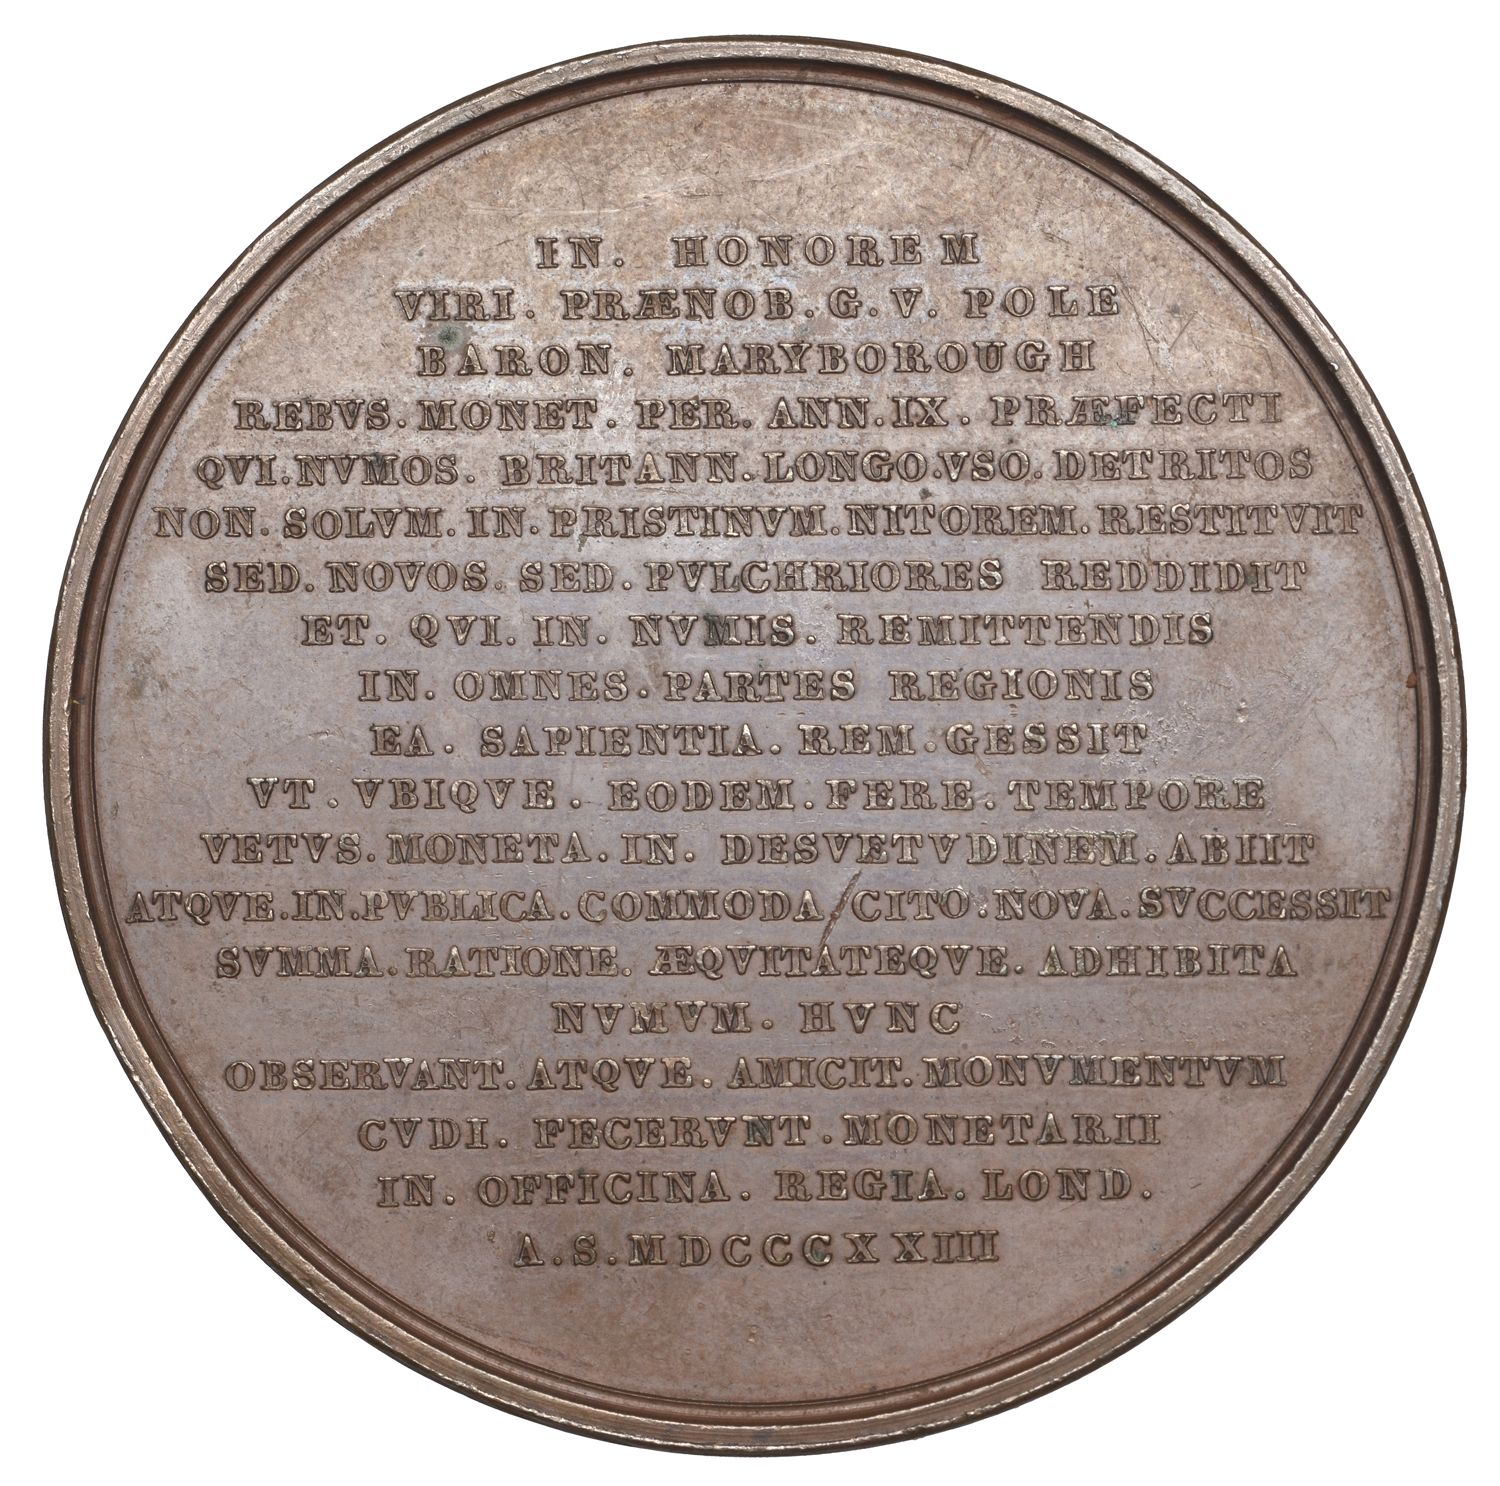 IN. HONOREM
VIRI. PRÆNOB. G. V. POLE
BARON. MARYBOROUGH
REBVS. MONET. PER. ANN. IX. PRÆFECTI
QVI. NVMOS. BRITANN. LONGO. VSO. DETRITOS
NON. SOLVM. IN. PRISTINVM. NITOREM. RESTITVIT
SED. NOVOS. SED. PVLCHRIORES REDDIDIT
ET. QVI. IN. NVMIS. REMITTENDIS
IN. OMNES. PARTES REGIONIS
EA. SAPIENTIA. REM. GESSIT
VT. VBIQVE. EODEM. FERE. TEMPORE
VETVS. MONETA. IN. DESVETVDINEM. ABIIT
ATQVE. IN. PVBLICA. COMMODA CITO. NOVA. SVCCESSIT
SVMMA. RATIONE. ÆQVITATEQVE. ADHIBITA
NVMVM. HVNC
OBSERVANT. ATQVE. AMICIT. MONVMENTVM
CVDI. FECERVNT. MONETARII
IN. OFFICINA. REGIA. LOND.
A. S. MDCCCXXIII